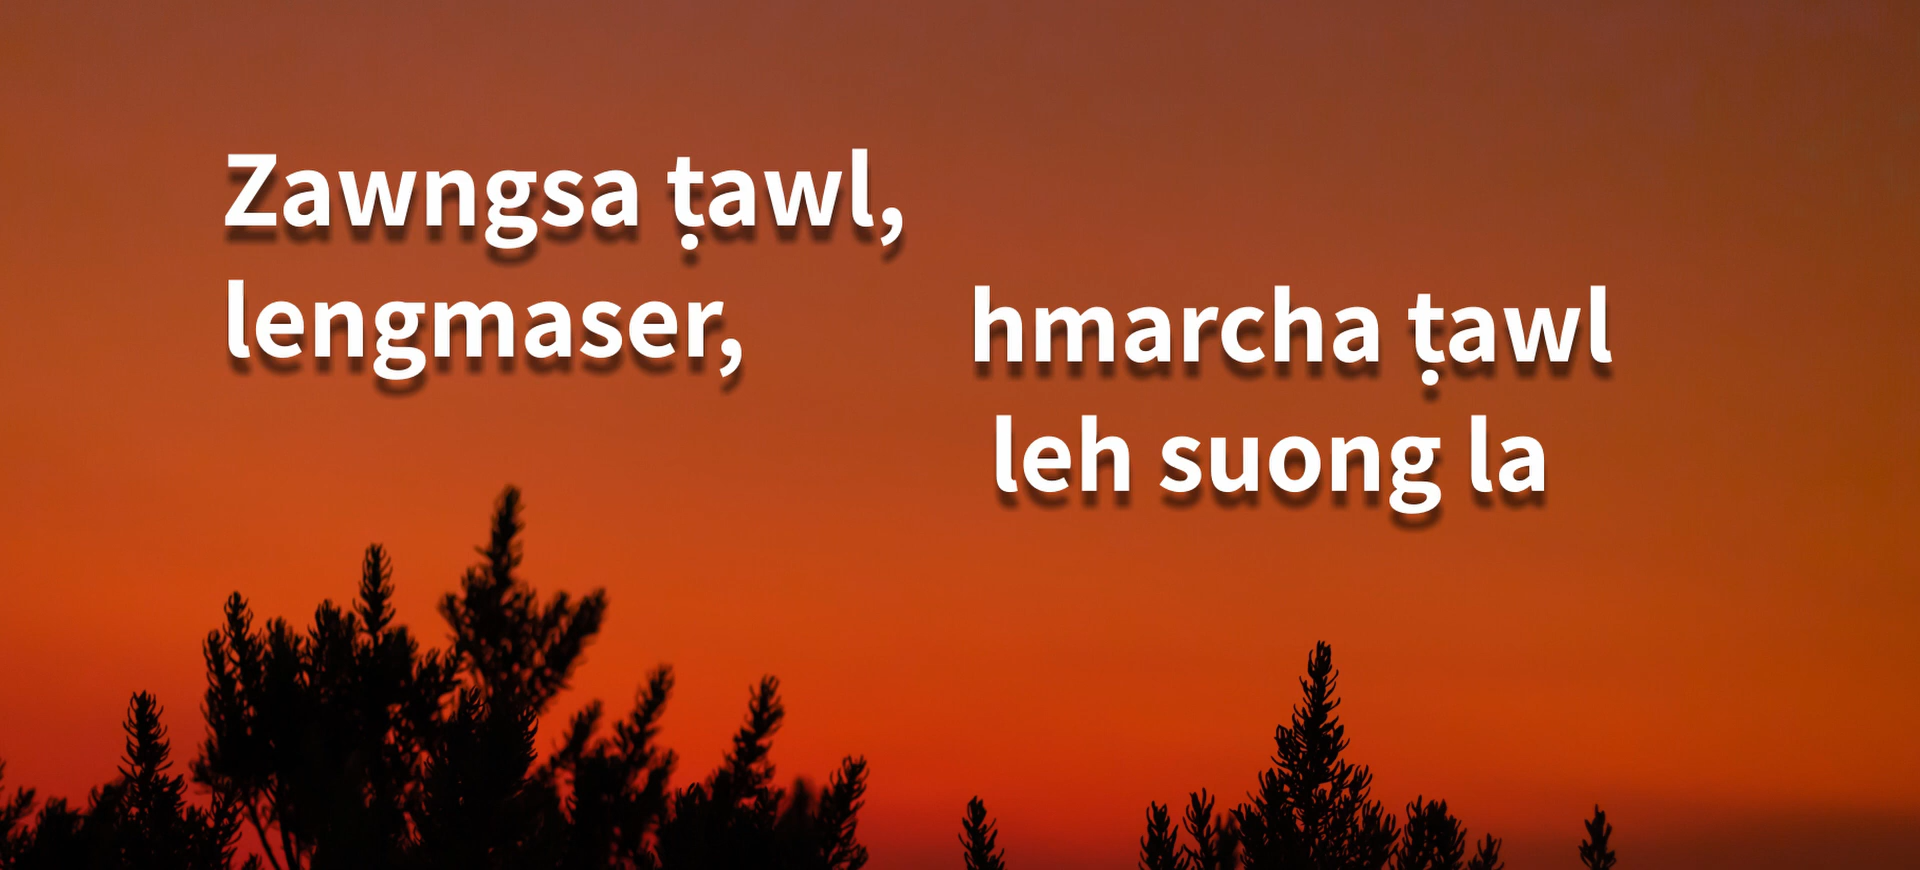 Zawngsa ṭawl,
lengmaser,
hmarcha ṭawl
leh suong la